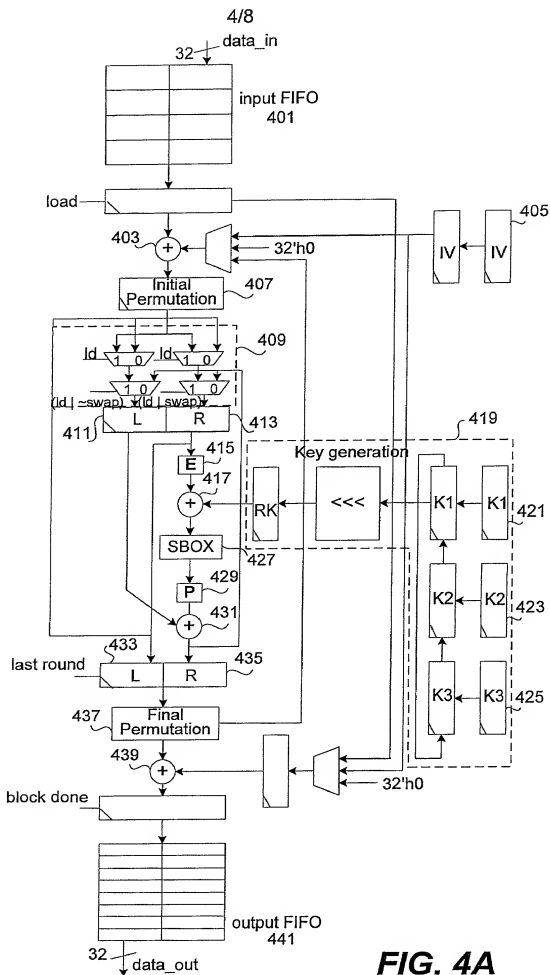 4/8
32
data_in
input FIFO
401
load
403
32'h0
IV
IV
405
Initial
Permutation
407
409
ld
1 0
ld
1 0
1 0
1 0
(ld | ~swap)
(ld | swap)
411
L
R
413
419
415
E
Key generation
417
RK
<<<
K1
K1
421
SBOX
427
429
P
K2
K2
423
431
433
last round
L
R
435
K3
K3
425
437
Final
Permutation
439
32'h0
block done
output FIFO
441
32
data_out
FIG. 4A